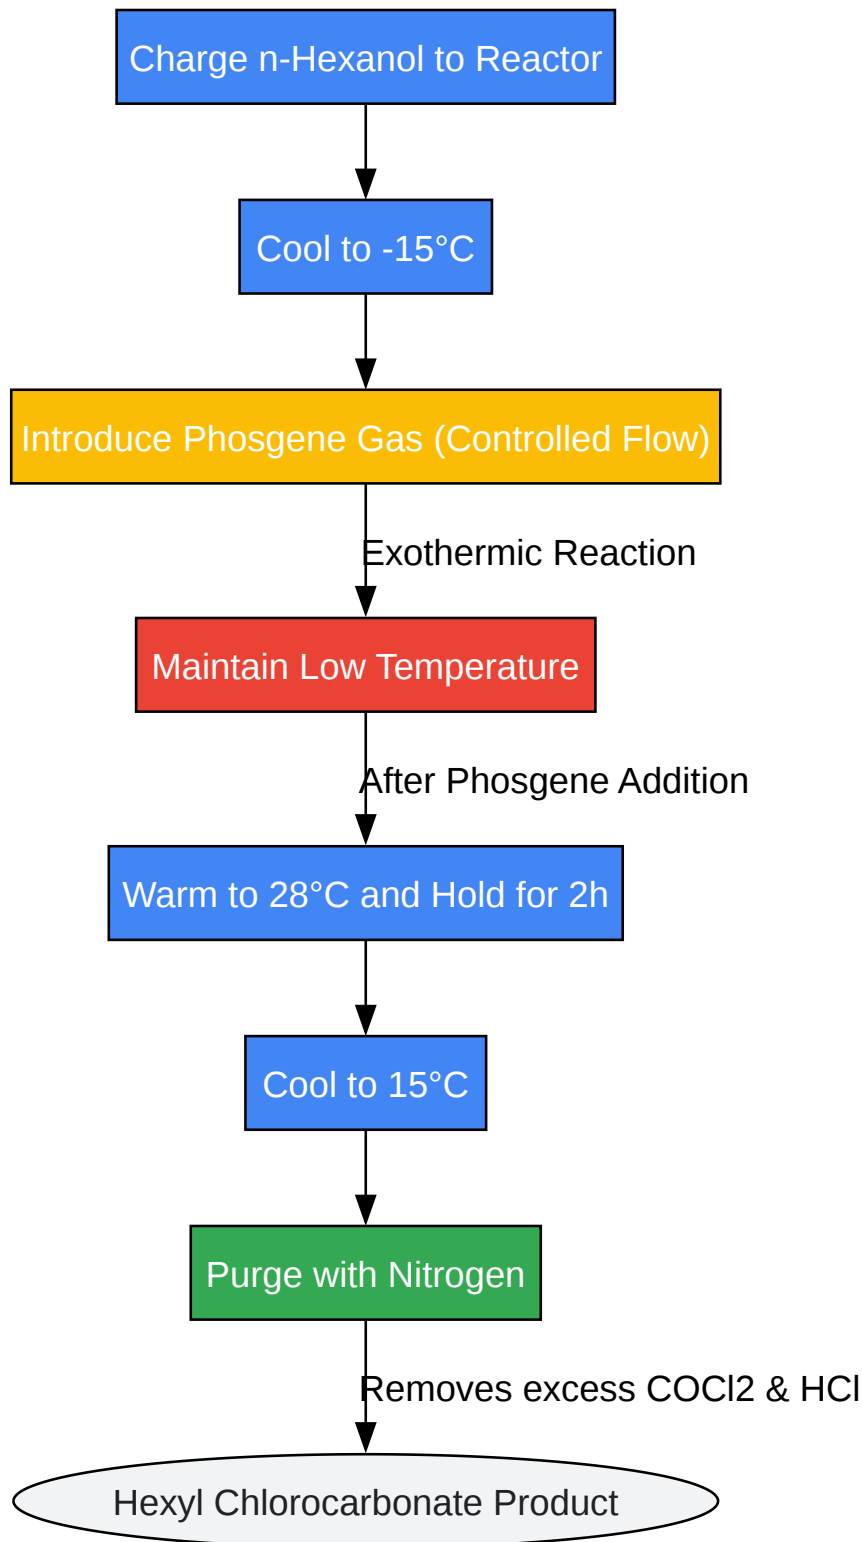 Charge n-Hexanol to Reactor
Cool to -15°C
Introduce Phosgene Gas (Controlled Flow)
Exothermic Reaction
Maintain Low Temperature
After Phosgene Addition
Warm to 28°C and Hold for 2h
Cool to 15°C
Purge with Nitrogen
Removes excess COCl2 & HCl
Hexyl Chlorocarbonate Product